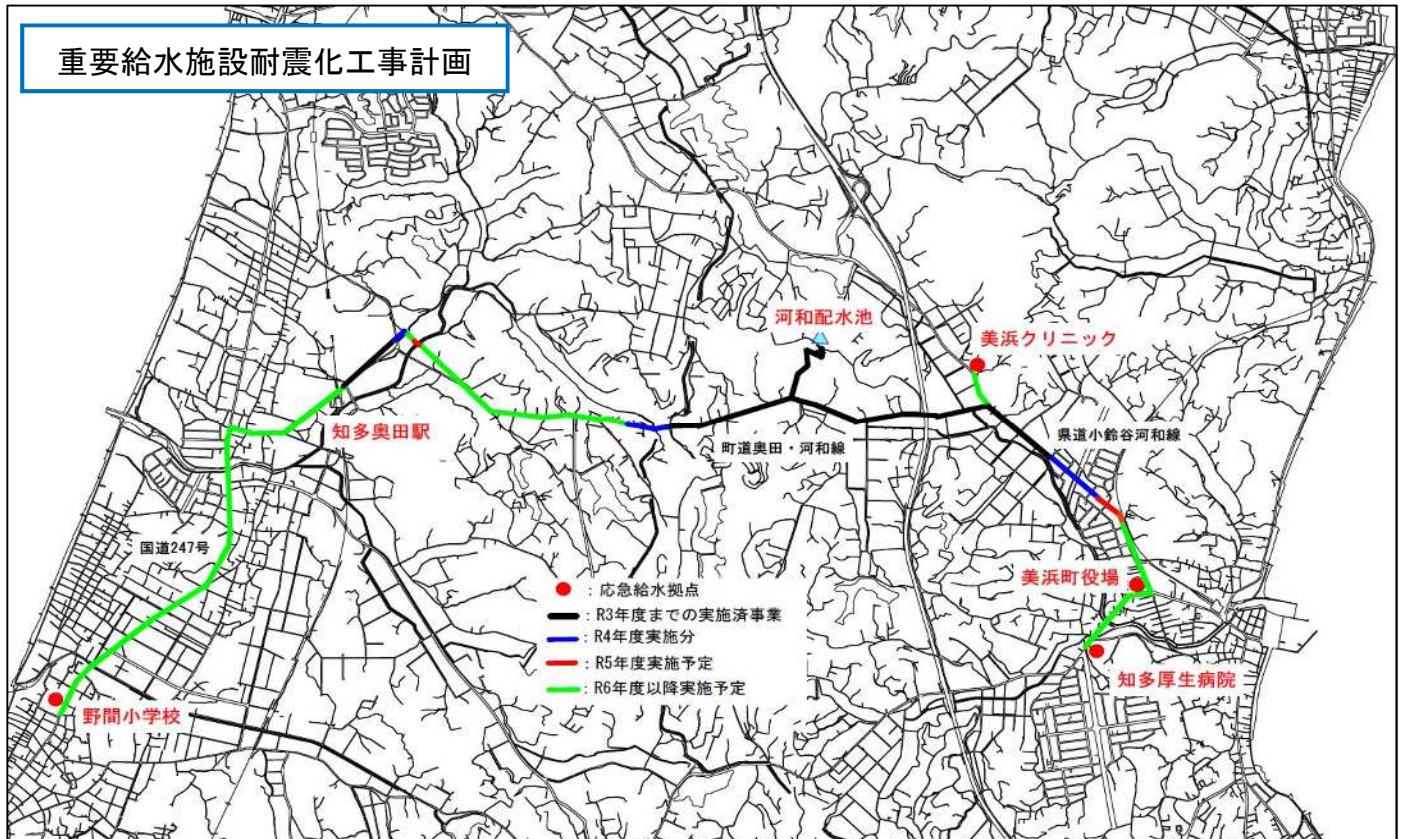 重要給水施設耐震化工事計画
河和配水池
美浜クリニック
知多奥田駅
町道奥田・河和線
県道小鈴谷河和線
国道247号
美浜町役場
知多厚生病院
野間小学校
：応急給水拠点
：R3年度までの実施済事業
：R4年度実施分
：R5年度実施予定
：R6年度以降実施予定